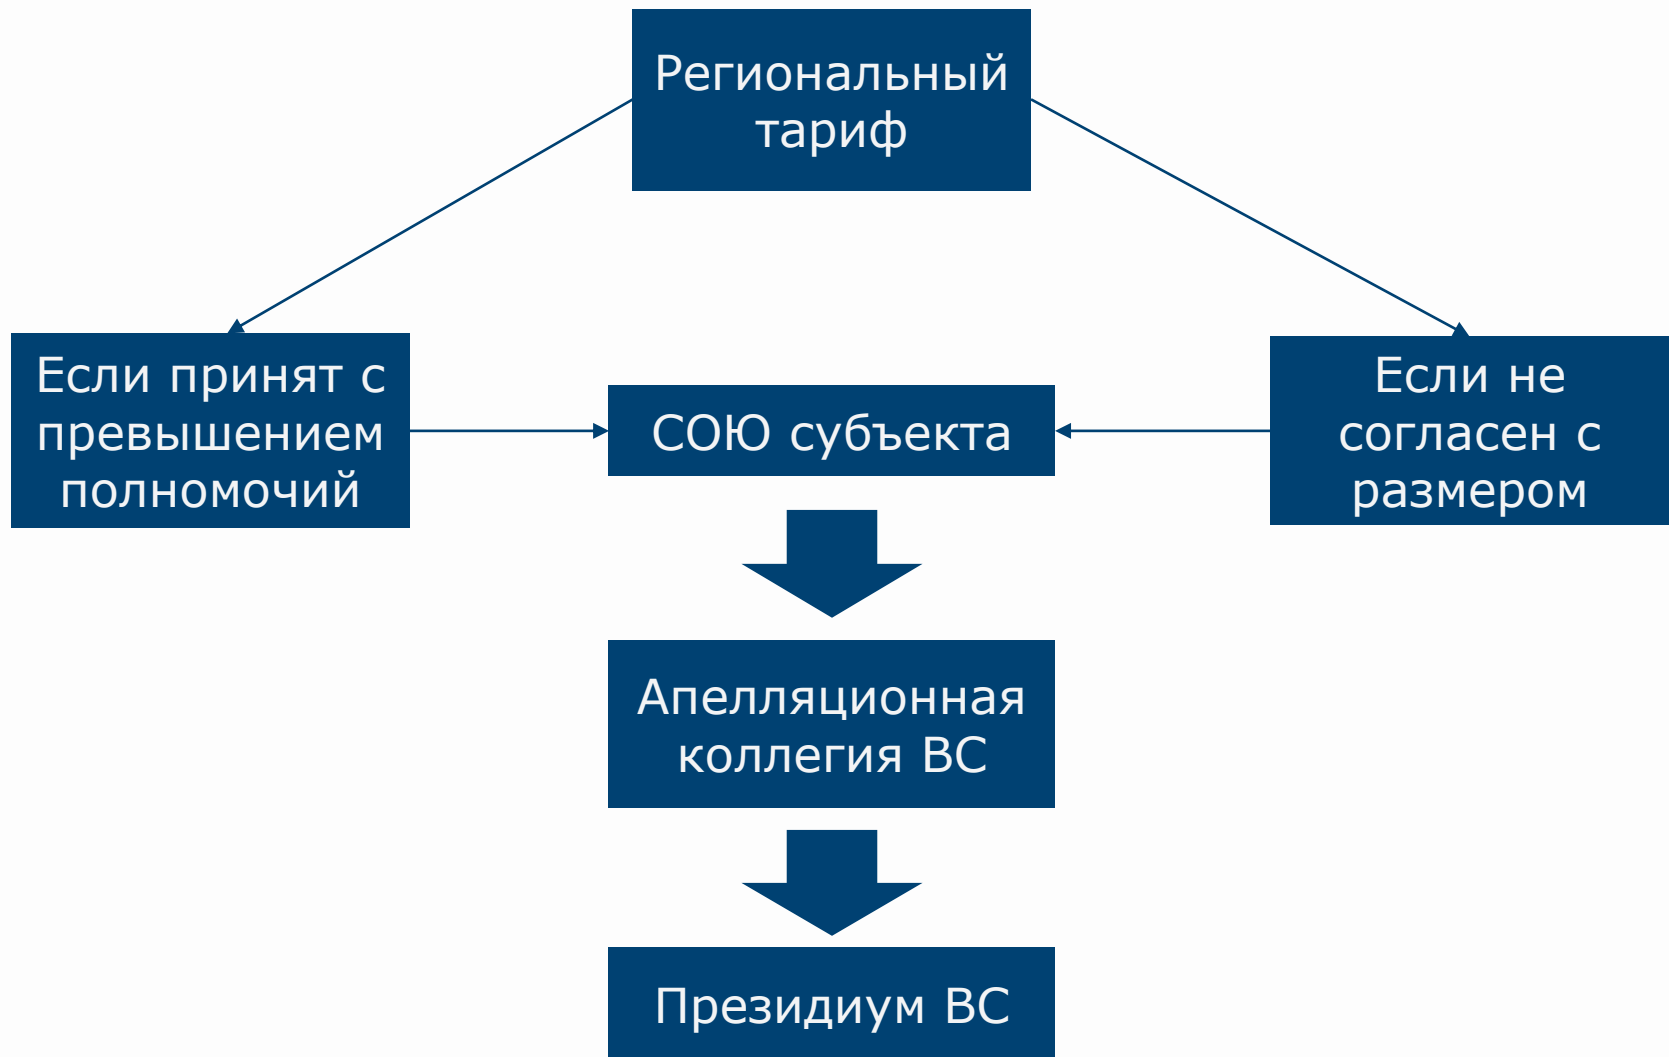 Региональный
тариф
Если принят с
превышением
полномочий
СОЮ субъекта
Если не
согласен с
размером
Апелляционная
коллегия ВС
Президиум ВС